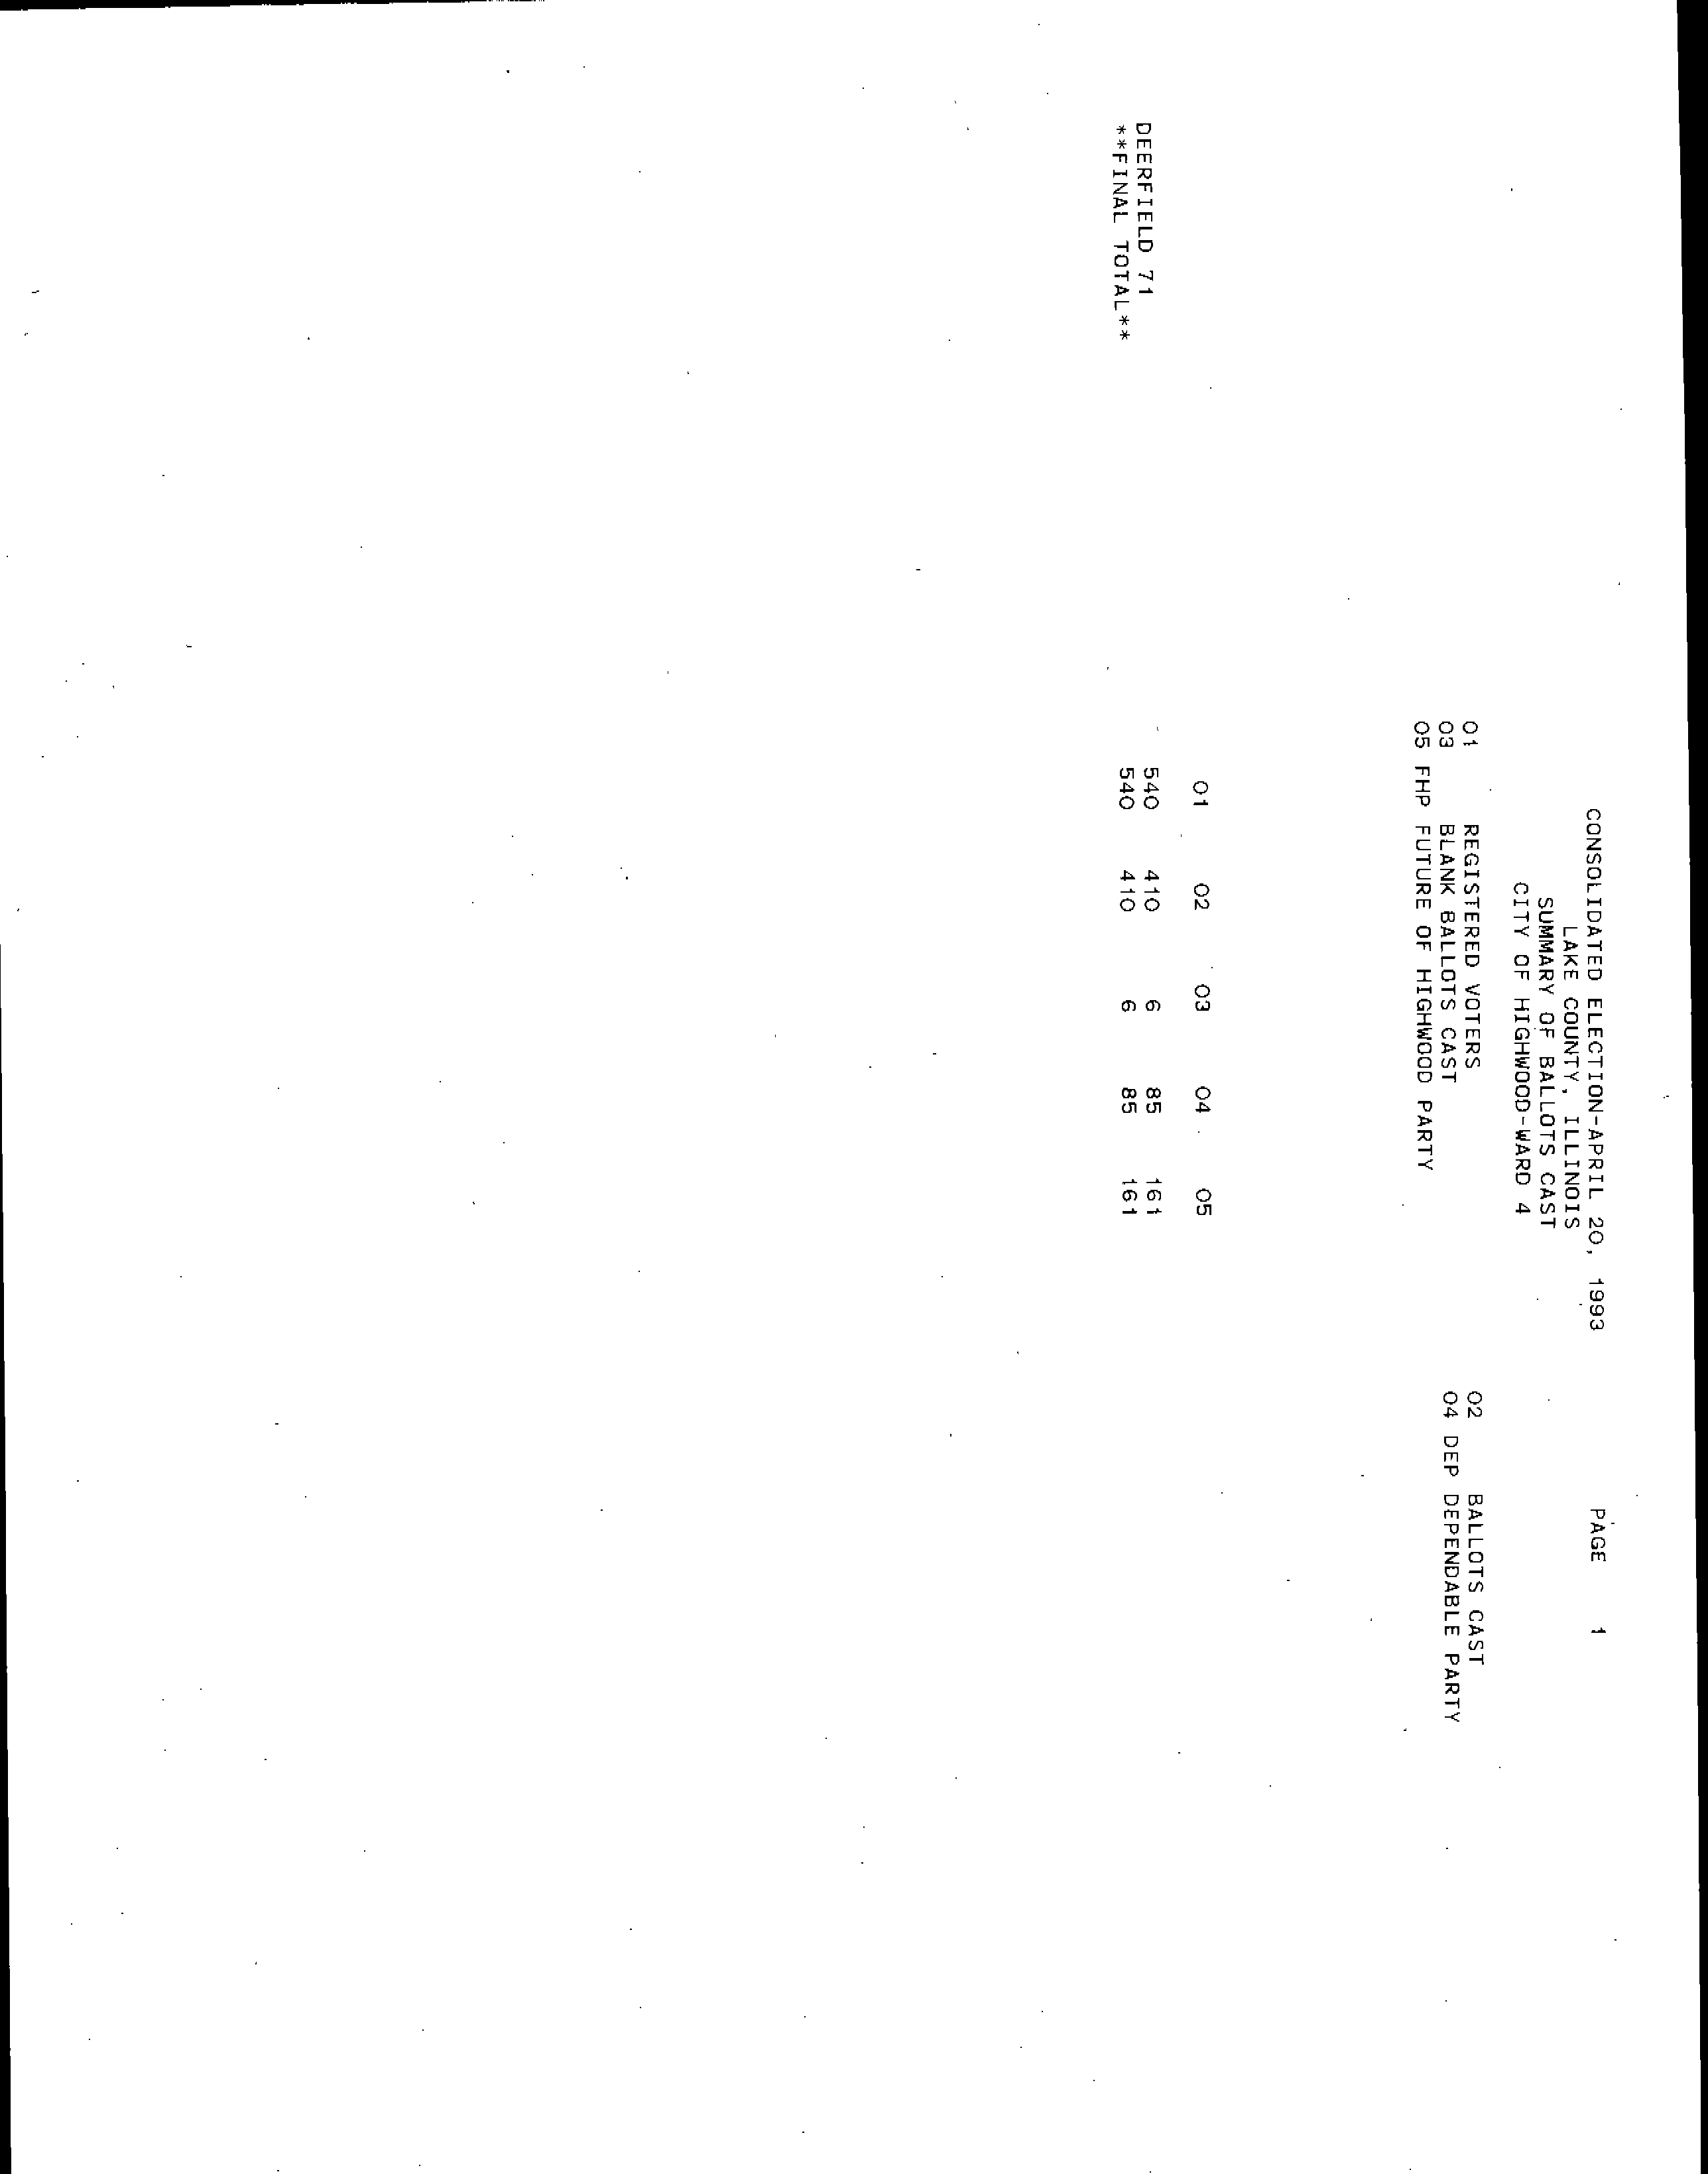 CONSOLIDATED ELECTION-APRIL 20, 1993 PAGE 1
LAKE COUNTY, ILLINOIS
SUMMARY OF BALLOTS CAST
CITY OF HIGHWOOD-WARD 4
01 REGISTERED VOTERS 02 BALLOTS CAST
03 BLANK BALLOTS CAST 04 DEP DEPENDABLE PARTY
05 FHP FUTURE OF HIGHWOOD PARTY
01 02 03 04 05
DEERFIELD 71 540 410 6 85 161
**FINAL TOTAL** 540 410 6 85 161